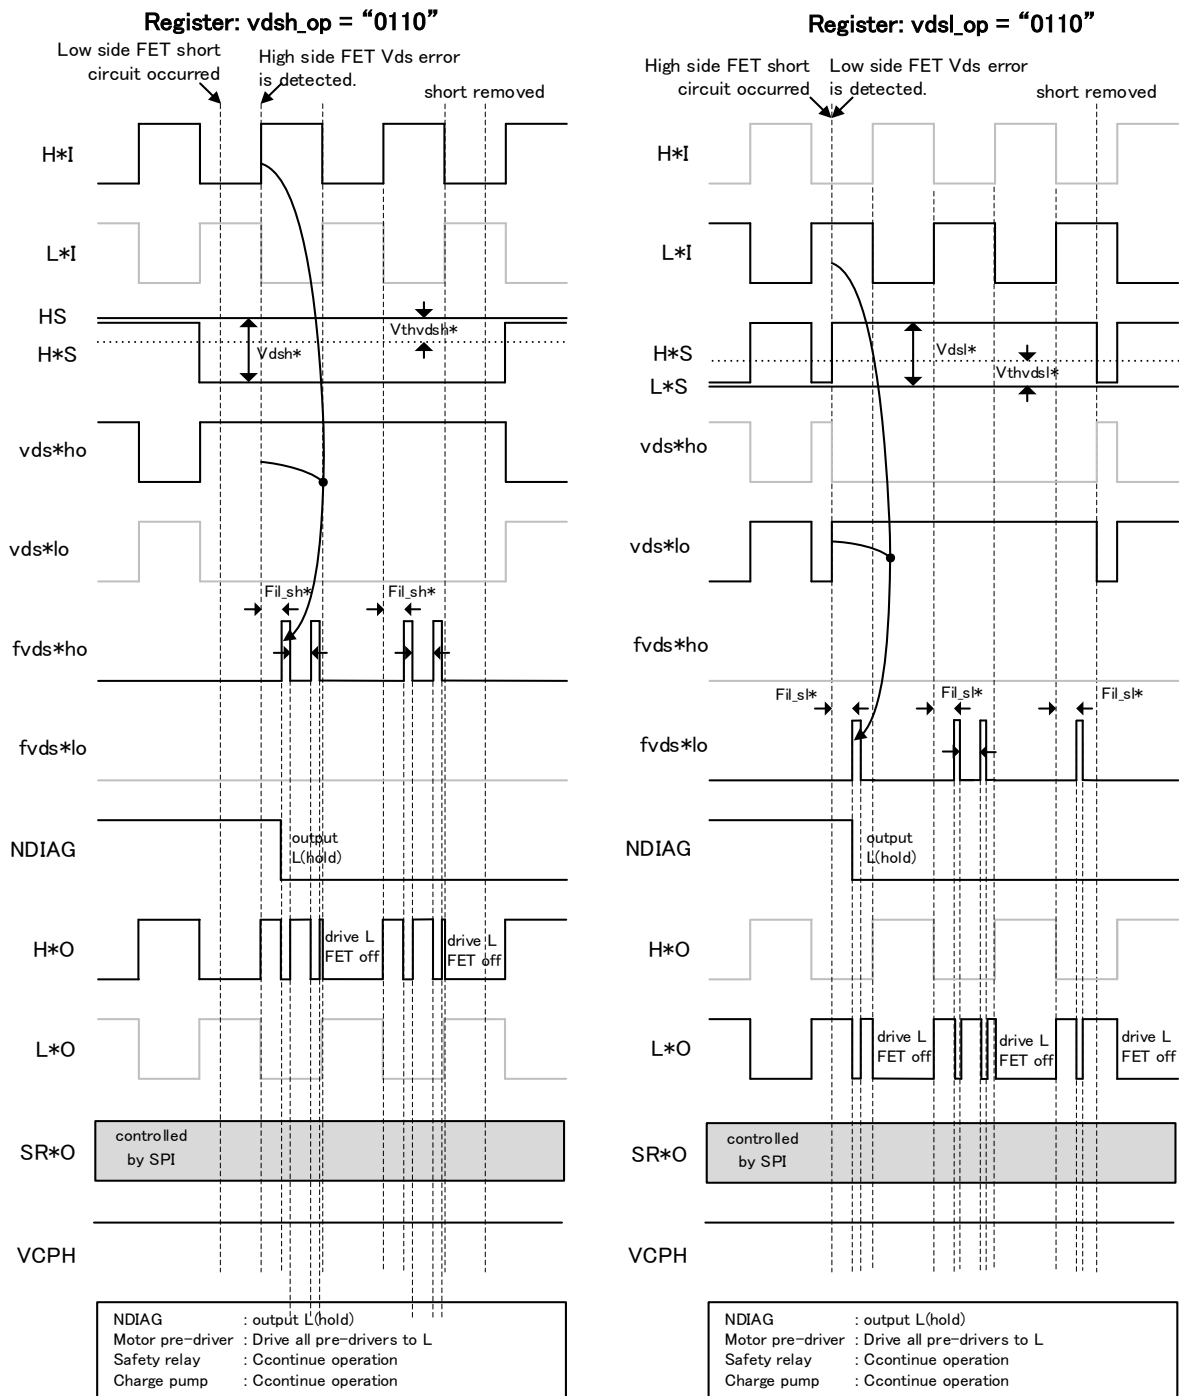 Register: vdsh_op = “0110”
Low side FET short
circuit occurred
High side FET Vds error
is detected.
short removed
H*I
L*I
HS
Vthvdsh*
H*S
Vdsh*
vds*ho
vds*lo
Fil_sh*
Fil_sh*
fvds*ho
fvds*lo
NDIAG
output
L(hold)
H*O
drive L
FET off
drive L
FET off
L*O
SR*O
controlled
by SPI
VCPH
NDIAG : output L(hold)
Motor pre-driver : Drive all pre-drivers to L
Safety relay : Ccontinue operation
Charge pump : Ccontinue operation
Register: vdsl_op = “0110”
High side FET short
circuit occurred
Low side FET Vds error
is detected.
short removed
H*I
L*I
H*S
Vdsl*
Vthvdsl*
L*S
vds*ho
vds*lo
fvds*ho
Fil_sl*
Fil_sl*
Fil_sl*
fvds*lo
NDIAG
output
L(hold)
H*O
L*O
drive L
FET off
drive L
FET off
drive L
FET off
SR*O
controlled
by SPI
VCPH
NDIAG : output L(hold)
Motor pre-driver : Drive all pre-drivers to L
Safety relay : Ccontinue operation
Charge pump : Ccontinue operation